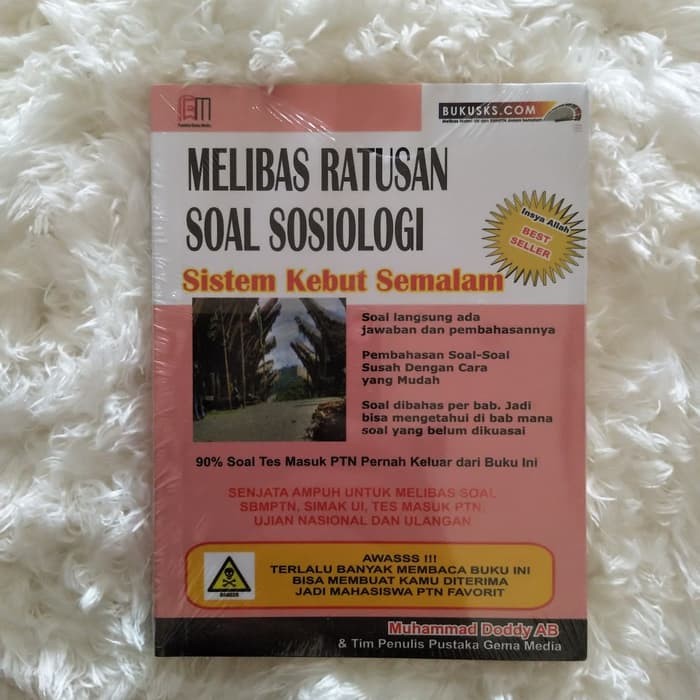 Pustaka Gema Media
BUKUSKS.COM
MELIBAS RATUSAN
SOAL SOSIOLOGI
Insya Allah
BEST
SELLER
Sistem Kebut Semalam
Soal langsung ada
jawaban dan pembahasannya
Pembahasan Soal-Soal
Susah Dengan Cara
yang Mudah
Soal dibahas per bab. Jadi
bisa mengetahui di bab mana
soal yang belum dikuasai
90% Soal Tes Masuk PTN Pernah Keluar dari Buku Ini
SENJATA AMPUH UNTUK MELIBAS SOAL
SBMPTN, SIMAK UI, TES MASUK PTN,
UJIAN NASIONAL DAN ULANGAN
AWASSS !!!
TERLALU BANYAK MEMBACA BUKU INI
BISA MEMBUAT KAMU DITERIMA
JADI MAHASISWA PTN FAVORIT
DANGER
Muhammad Doddy AB
& Tim Penulis Pustaka Gema Media